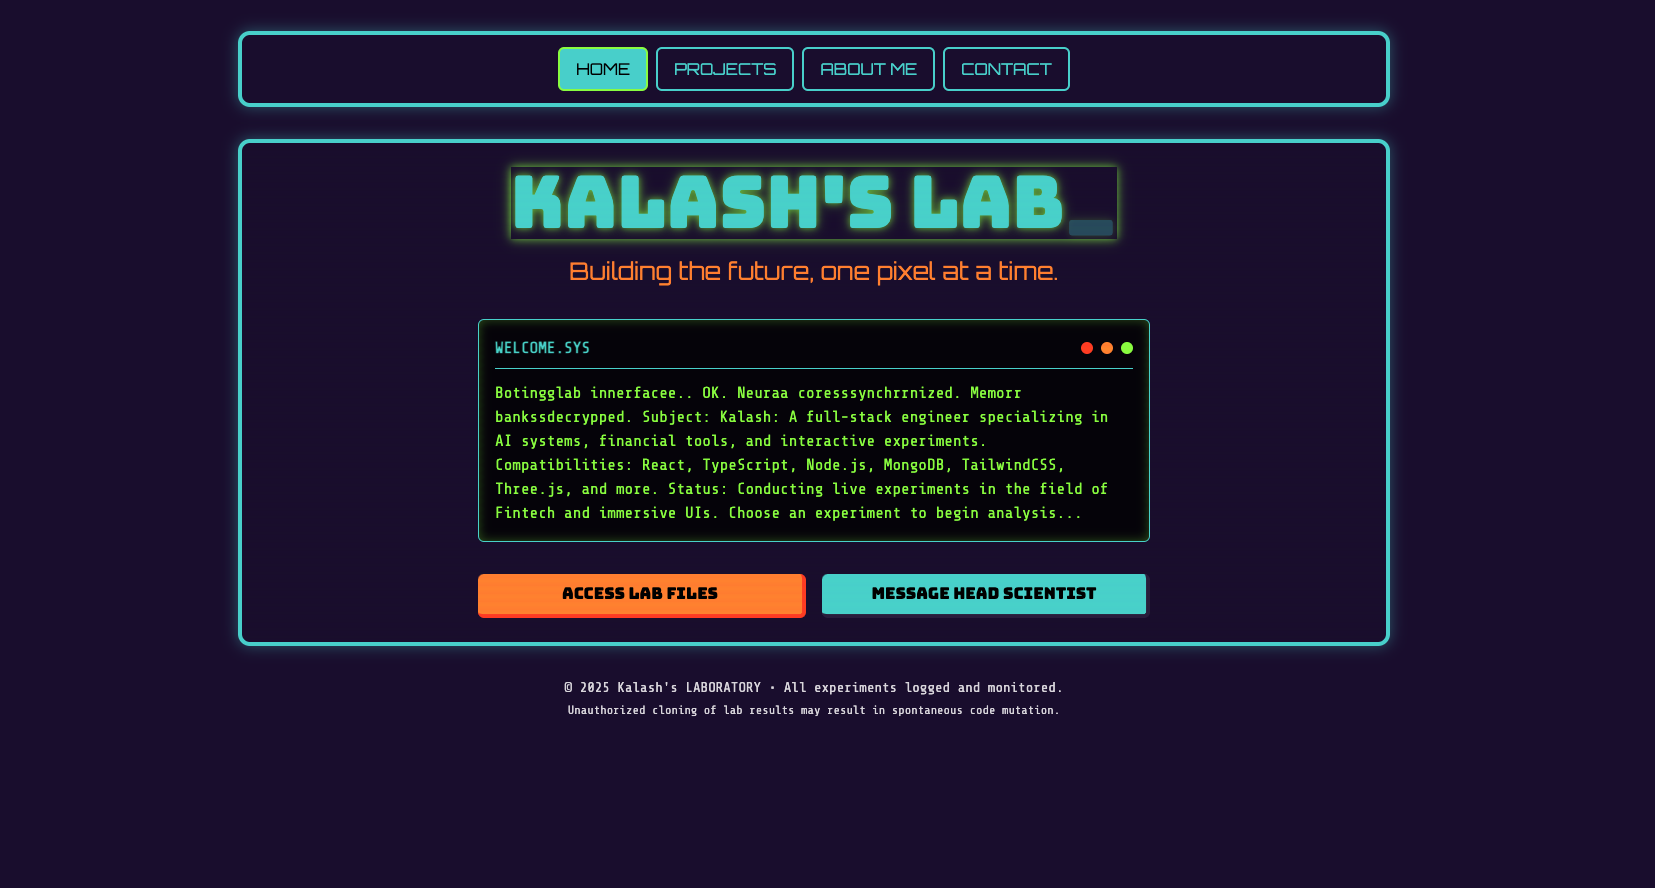 HOME
PROJECTS
ABOUT ME
CONTACT
KALASH'S LAB_
Building the future, one pixel at a time.
WELCOME.SYS
Botingglab innerfacee.. OK. Neuraa coresssynchrrnized. Memorr
bankssdecrypped. Subject: Kalash: A full-stack engineer specializing in
AI systems, financial tools, and interactive experiments.
Compatibilities: React, TypeScript, Node.js, MongoDB, TailwindCSS,
Three.js, and more. Status: Conducting live experiments in the field of
Fintech and immersive UIs. Choose an experiment to begin analysis...
ACCESS LAB FILES
MESSAGE HEAD SCIENTIST
© 2025 Kalash's LABORATORY • All experiments logged and monitored.
Unauthorized cloning of lab results may result in spontaneous code mutation.